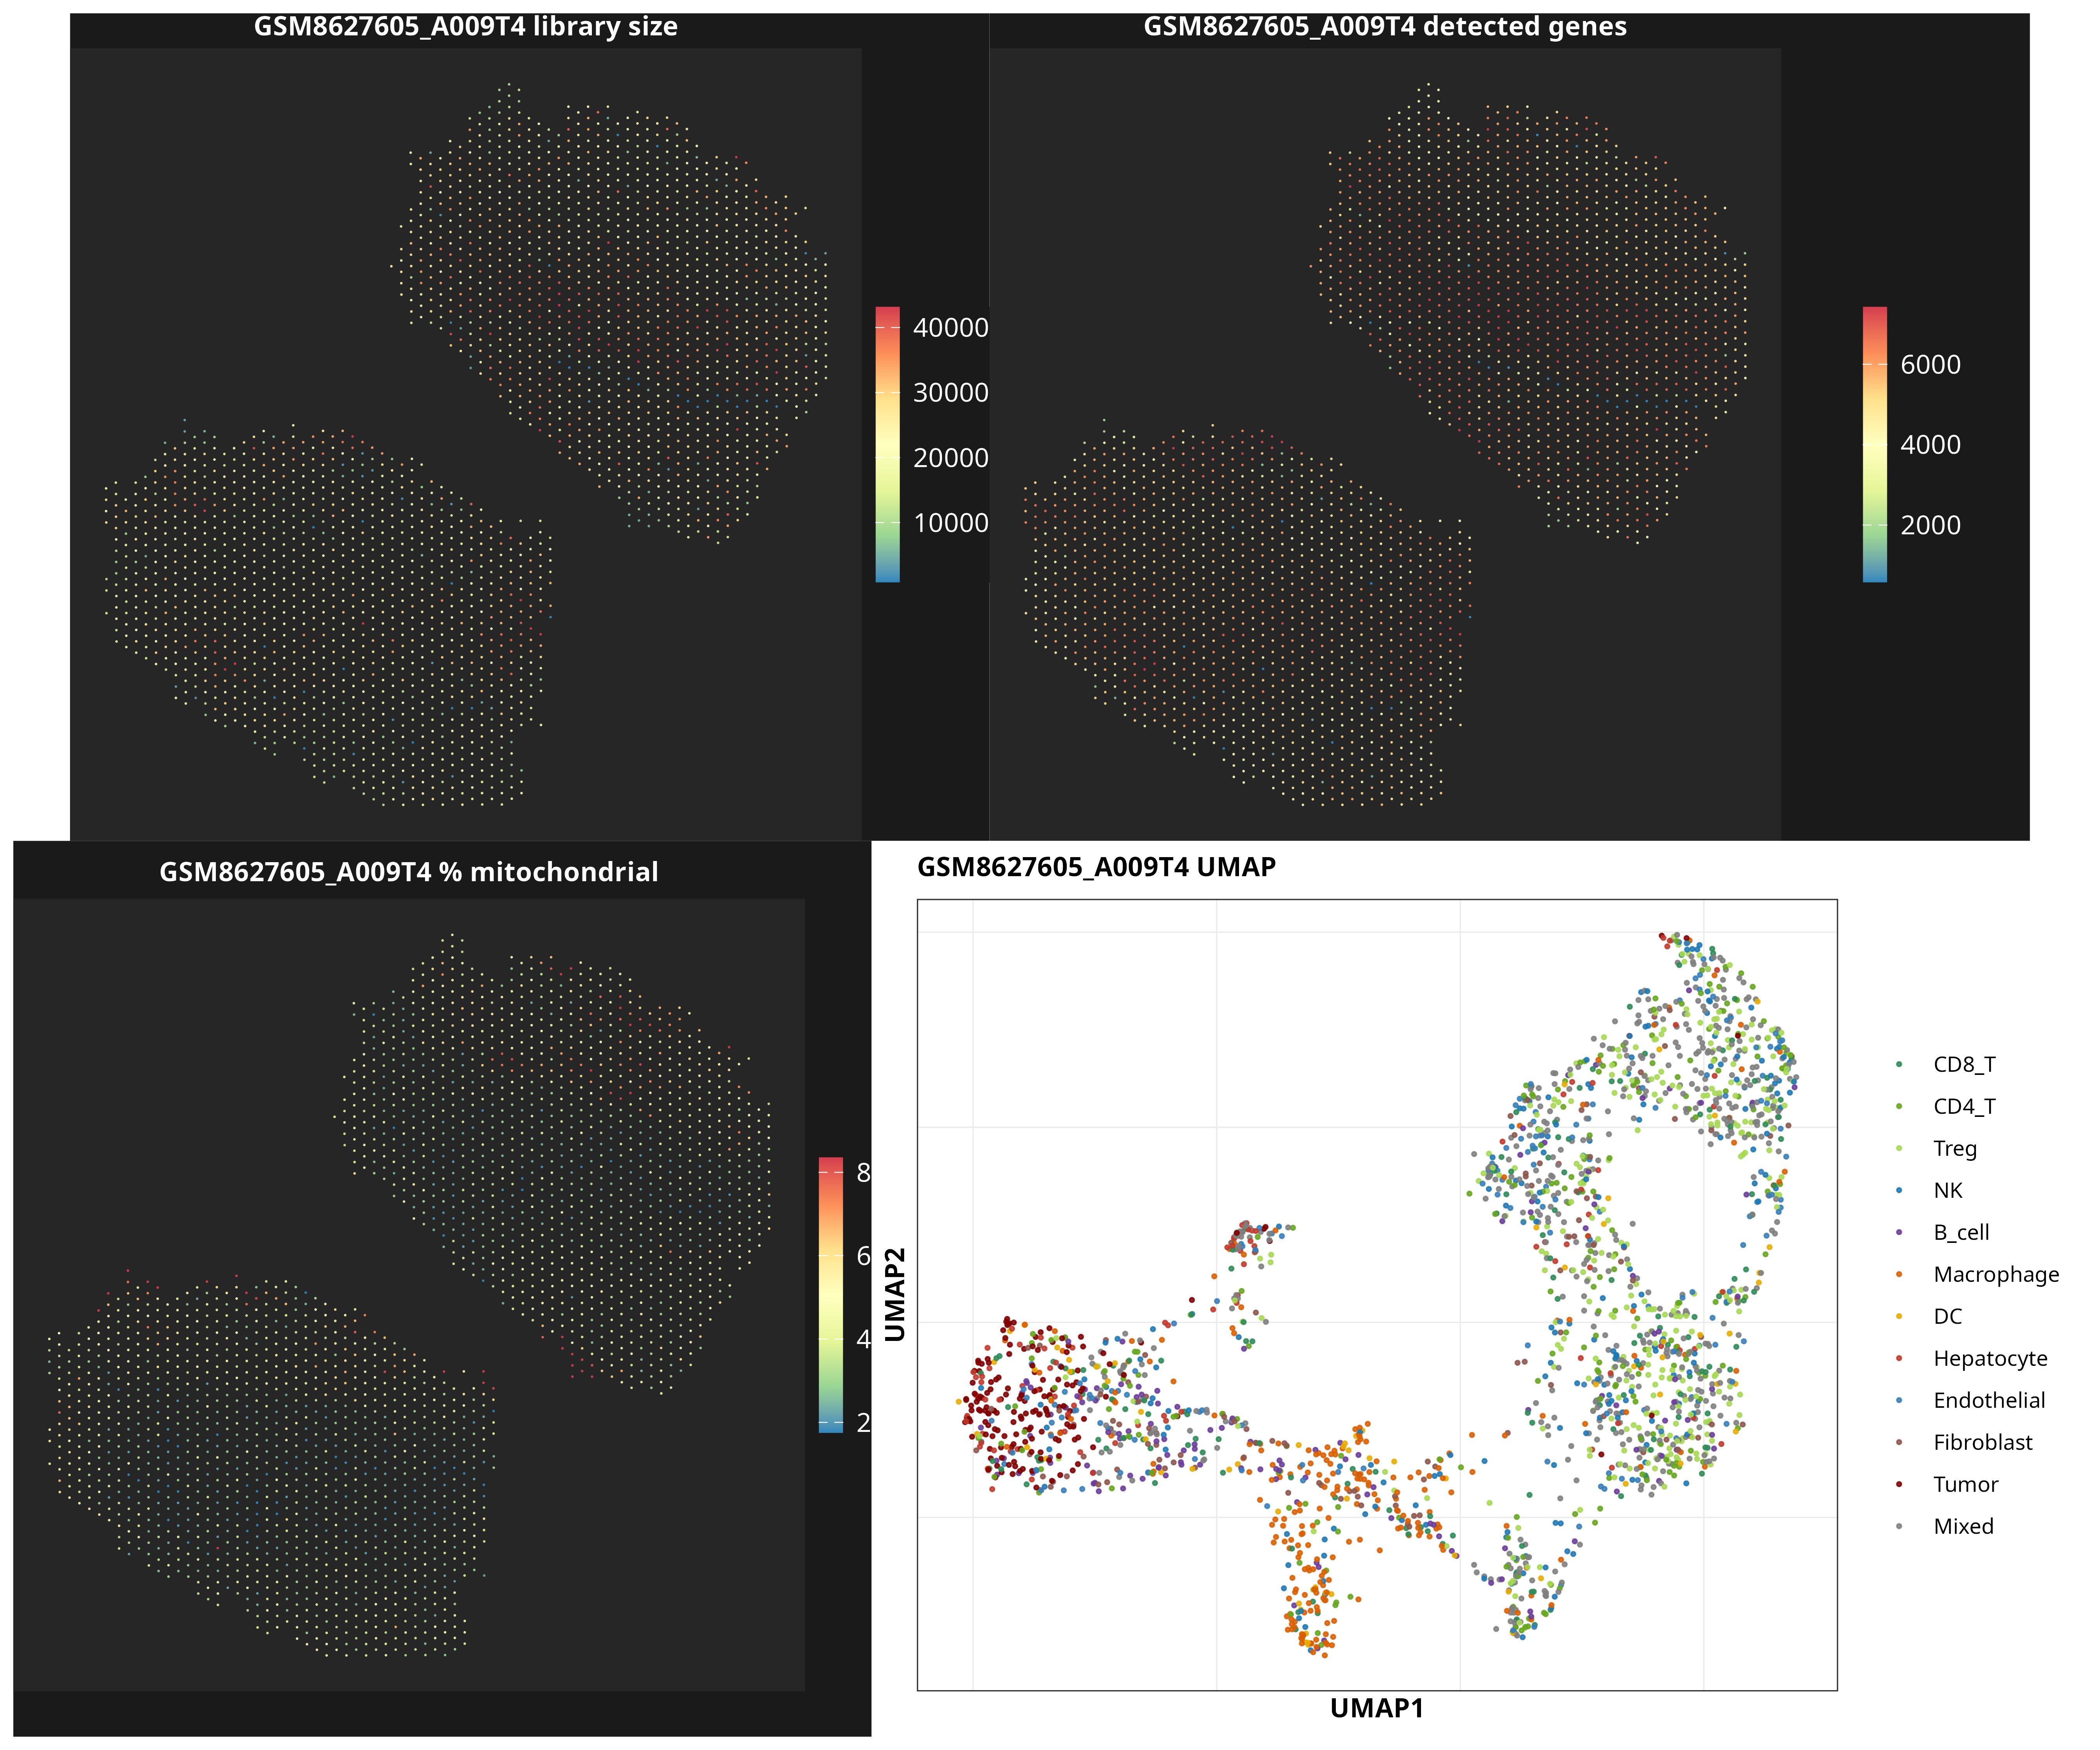 GSM8627605_A009T4 library size
40000
30000
20000
10000
GSM8627605_A009T4 detected genes
6000
4000
2000
GSM8627605_A009T4 % mitochondrial
8
6
4
2
GSM8627605_A009T4 UMAP
UMAP2
UMAP1
CD8_T
CD4_T
Treg
NK
B_cell
Macrophage
DC
Hepatocyte
Endothelial
Fibroblast
Tumor
Mixed